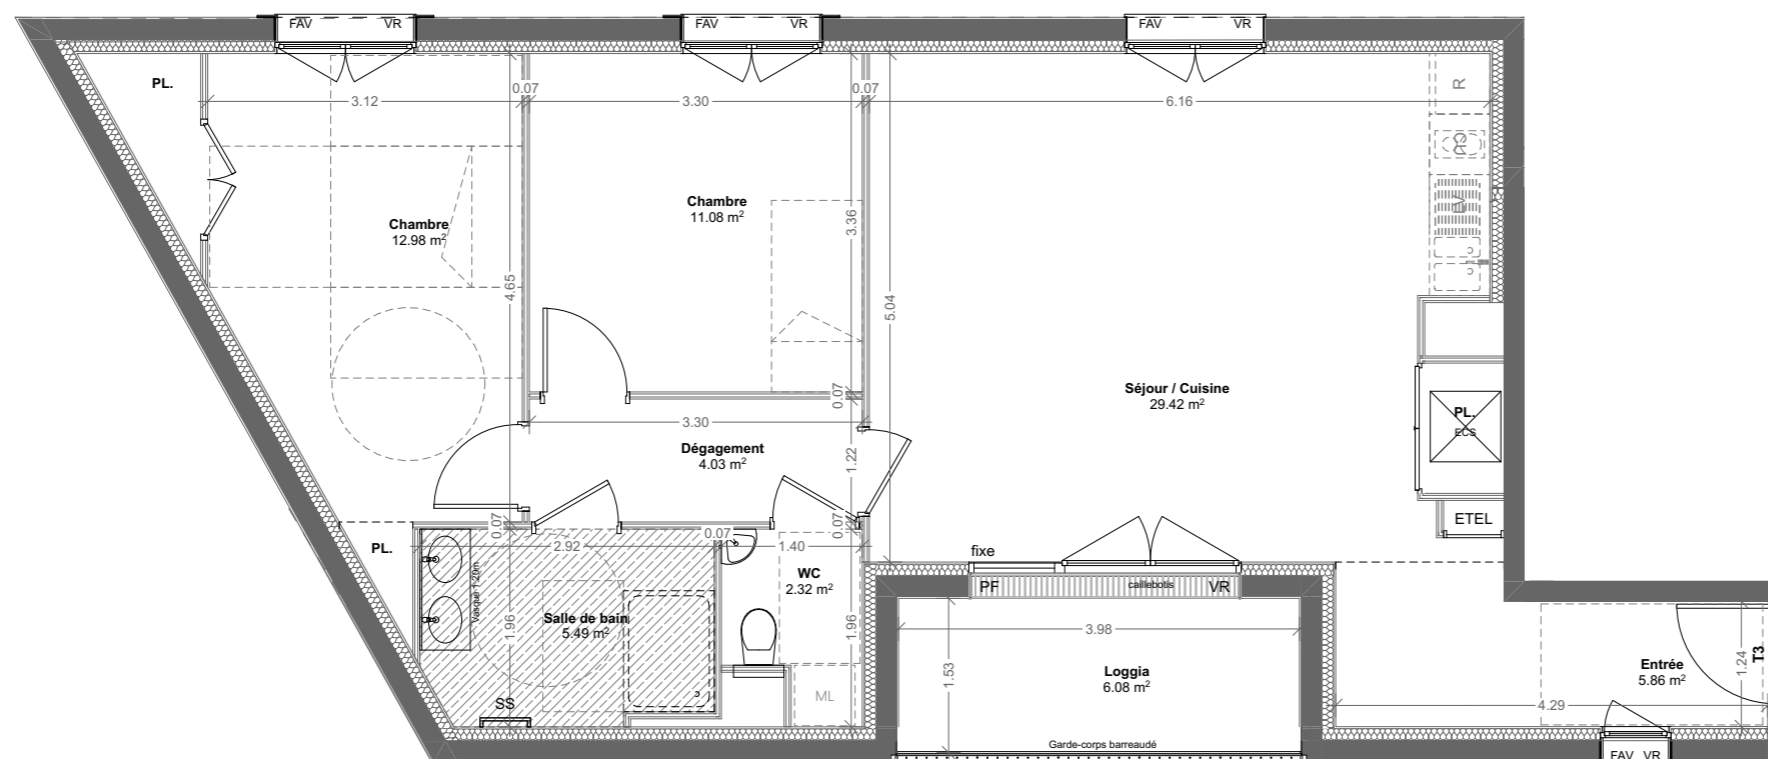 FAV VR
FAV VR
FAV VR
PL.
3.12
0.07
3.30
0.07
6.16
R
Chambre
12.98 m²
Chambre
11.08 m²
3.36
4.65
5.04
EV
Séjour / Cuisine
29.42 m²
0.07
3.30
PL.
ECS
Dégagement
4.03 m²
1.22
0.07
0.07
0.07
ETEL
PL.
2.92
1.40
fixe
WC
2.32 m²
PF
caillebotis
VR
Vasque 1.20m
Salle de bain
5.49 m²
1.96
1.96
3.98
1.53
Loggia
6.08 m²
Entrée
5.86 m²
1.24
T3
ML
SS
4.29
Garde-corps barreaudé
FAV VR